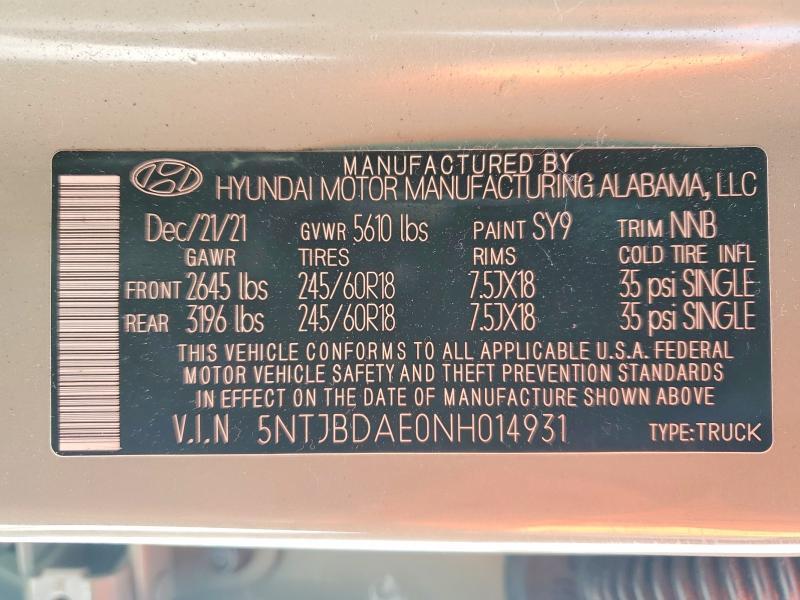 MANUFACTURED BY
HYUNDAI MOTOR MANUFACTURING ALABAMA, LLC
Dec/21/21 GVWR 5610 lbs PAINT SY9 TRIM NNB
GAWR TIRES RIMS COLD TIRE INFL
FRONT 2645 lbs 245/60R18 7.5JX18 35 psi SINGLE
REAR 3196 lbs 245/60R18 7.5JX18 35 psi SINGLE
THIS VEHICLE CONFORMS TO ALL APPLICABLE U.S.A. FEDERAL
MOTOR VEHICLE SAFETY AND THEFT PREVENTION STANDARDS
IN EFFECT ON THE DATE OF MANUFACTURE SHOWN ABOVE
V.I.N 5NTJBDAE0NH014931 TYPE:TRUCK